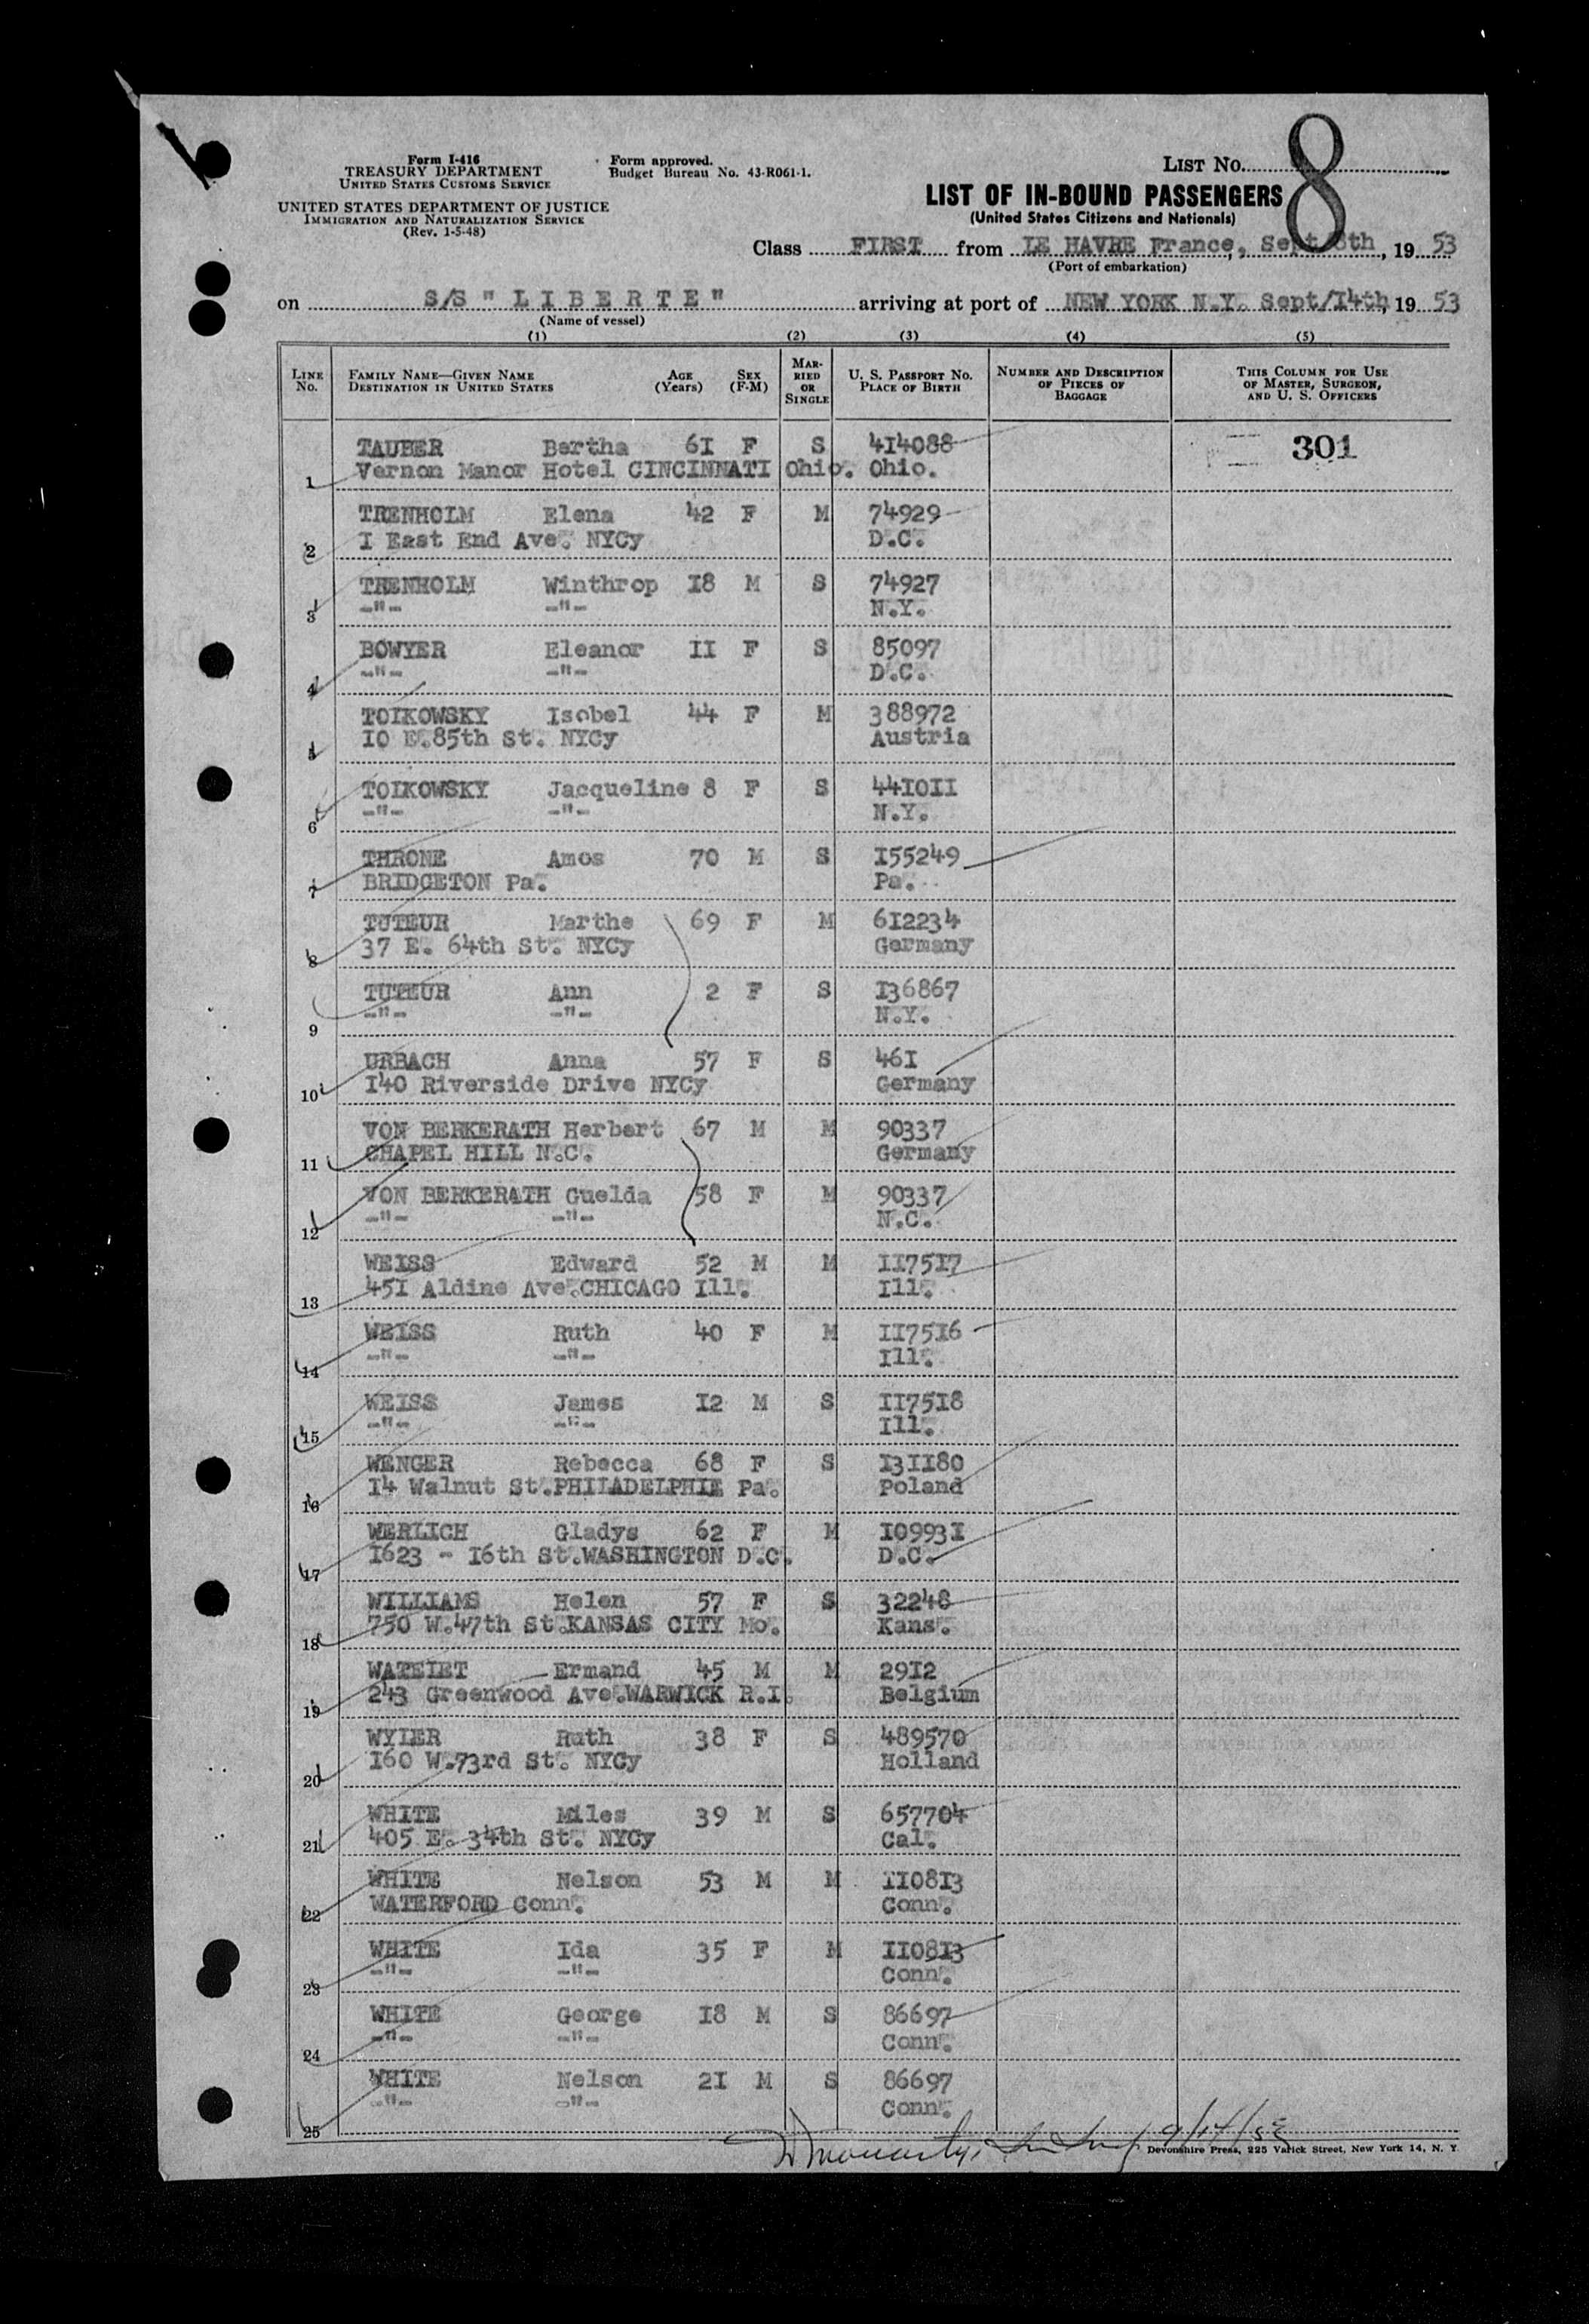 Form I-416
TREASURY DEPARTMENT
UNITED STATES CUSTOMS SERVICE
UNITED STATES DEPARTMENT OF JUSTICE
IMMIGRATION AND NATURALIZATION SERVICE
(Rev. 1-5-48)
Form approved.
Budget Bureau No. 43-R061-1.
LIST No. 8
LIST OF IN-BOUND PASSENGERS
(United States Citizens and Nationals)
Class FIRST from LE HAVRE France, Sept/8th, 1953
(Port of embarkation)
on S/S "LIBERTE" arriving at port of NEW YORK N.Y. Sept/14th, 1953
(Name of vessel)
(1) (2) (3) (4) (5)
LINE No. FAMILY NAME—GIVEN NAME DESTINATION IN UNITED STATES AGE (Years) SEX (F-M) MARRIED OR SINGLE U. S. PASSPORT No. PLACE OF BIRTH NUMBER AND DESCRIPTION OF PIECES OF BAGGAGE THIS COLUMN FOR USE OF MASTER, SURGEON, AND U. S. OFFICERS
TAUBER Bertha 61 F S 414088 301
1 Vernon Manor Hotel CINCINNATI Ohio. Ohio.
TRENHOLM Elena 42 F M 74929
2 I East End Ave. NYCy D.C.
TRENHOLM Winthrop I8 M S 74927
3 -"- -"- N.Y.
BOWYER Eleanor II F S 85097
4 -"- -"- D.C.
TOIKOWSKY Isobel 44 F M 388972
5 IO E.85th St. NYCy Austria
TOIKOWSKY Jacqueline 8 F S 44IOII
6 -"- -"- N.Y.
THRONE Amos 70 M S I55249
7 BRIDGETON Pa. Pa.
TUTEUR Marthe 69 F M 6I2234
8 37 E. 64th St. NYCy Germany
TUTEUR Ann 2 F S I36867
9 -"- -"- N.Y.
URBACH Anna 57 F S 46I
10 I40 Riverside Drive NYCy Germany
VON BERKERATH Herbert 67 M M 90337
11 CHAPEL HILL N.C. Germany
VON BERKERATH Guelda 58 F M 90337
12 -"- -"- N.C.
WEISS Edward 52 M M II75I7
13 45I Aldine Ave.CHICAGO Ill. Ill.
WEISS Ruth 40 F M II75I6
14 -"- -"- Ill.
WEISS James I2 M S II75I8
15 -"- -"- Ill.
WENGER Rebecca 68 F S I3II80
16 I4 Walnut St.PHILADELPHIE Pa. Poland
WERLICH Gladys 62 F M I0993I
17 I623 - I6th St.WASHINGTON D.C. D.C.
WILLIAMS Helen 57 F S 32248
18 750 W.47th St.KANSAS CITY Mo. Kans.
WATEIET Ermand 45 M M 29I2
19 243 Greenwood Ave.WARWICK R.I. Belgium
WYIER Ruth 38 F S 489570
20 I60 W.73rd St. NYCy Holland
WHITE Miles 39 M S 657704
21 405 E. 34th St. NYCy Cal.
WHITE Nelson 53 M M II08I3
22 WATERFORD Conn. Conn.
WHITE Ida 35 F M II08I3
23 -"- -"- Conn.
WHITE George I8 M S 86697
24 -"- -"- Conn.
WHITE Nelson 2I M S 86697
25 -"- -"- Conn.
9/14/53
Devonshire Press, 225 Varick Street, New York 14, N. Y.